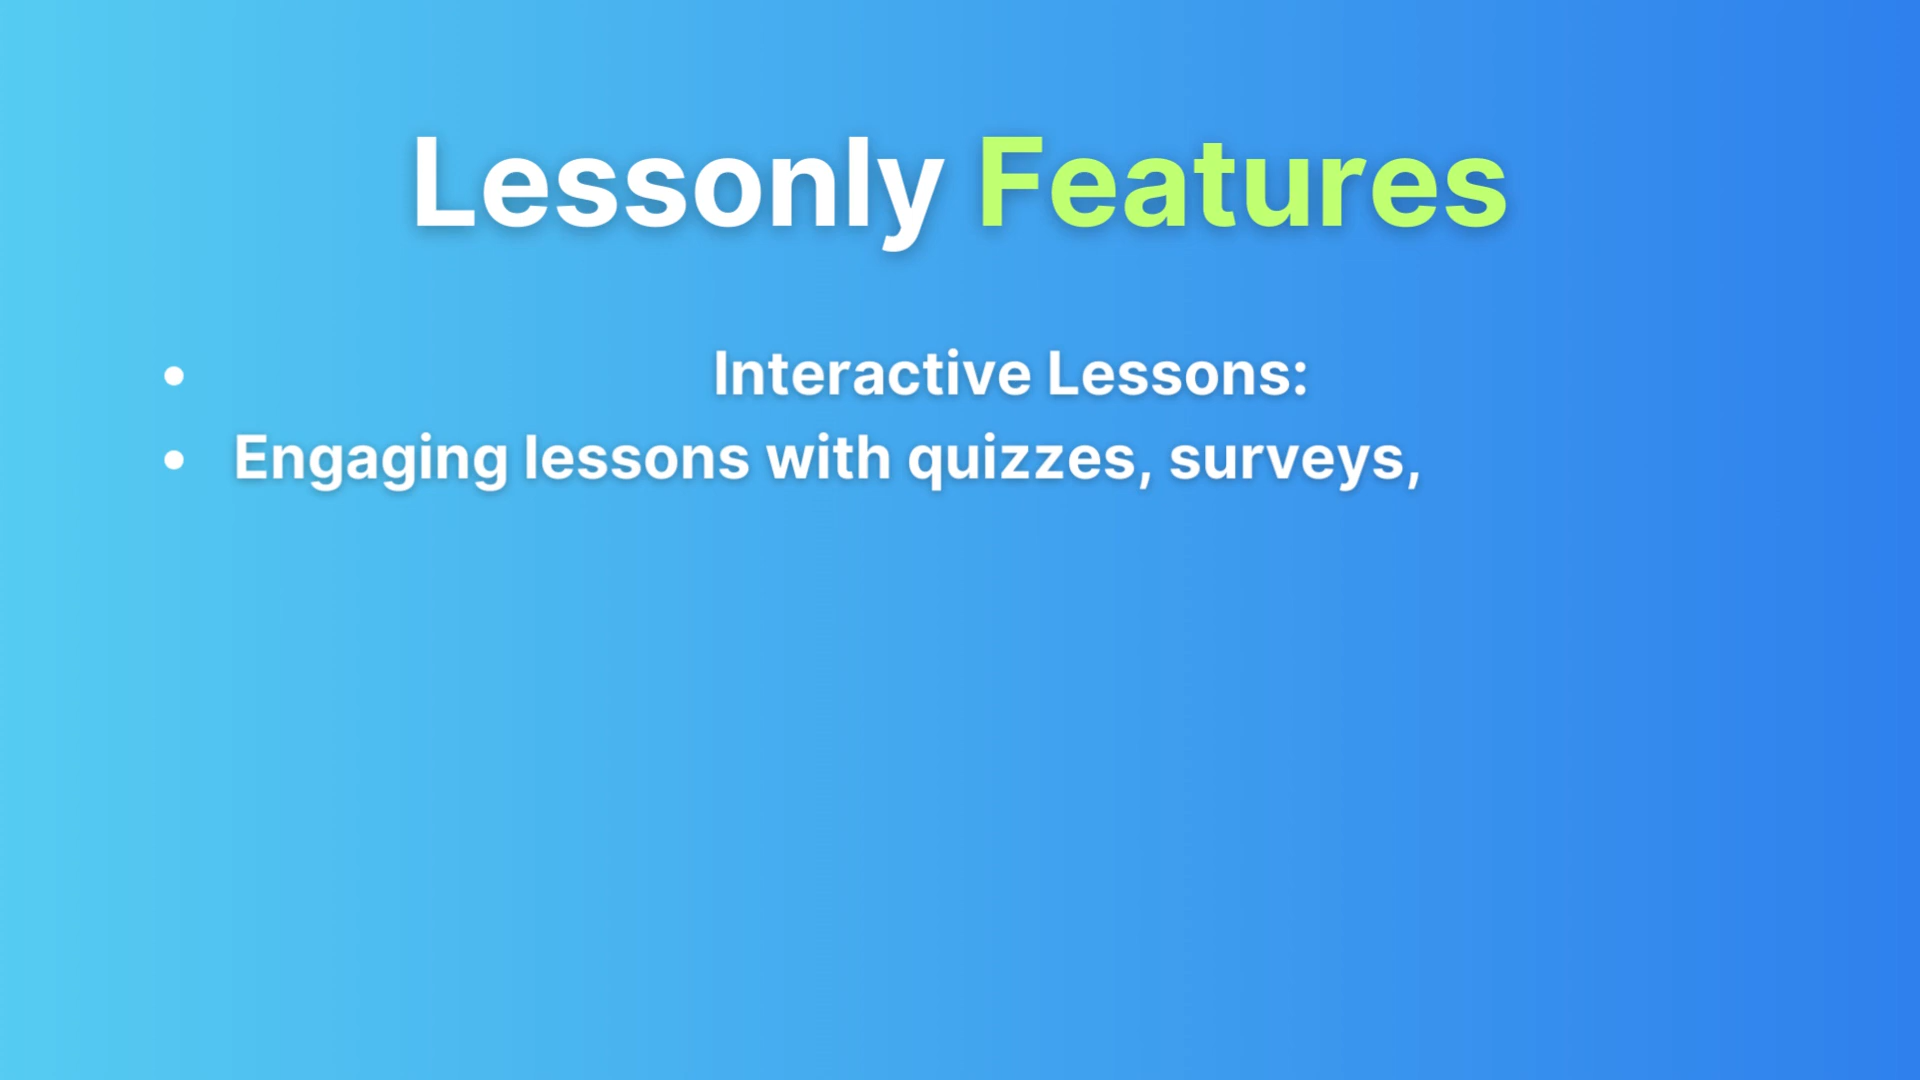 Lessonly Features
• Interactive Lessons:
• Engaging lessons with quizzes, surveys,